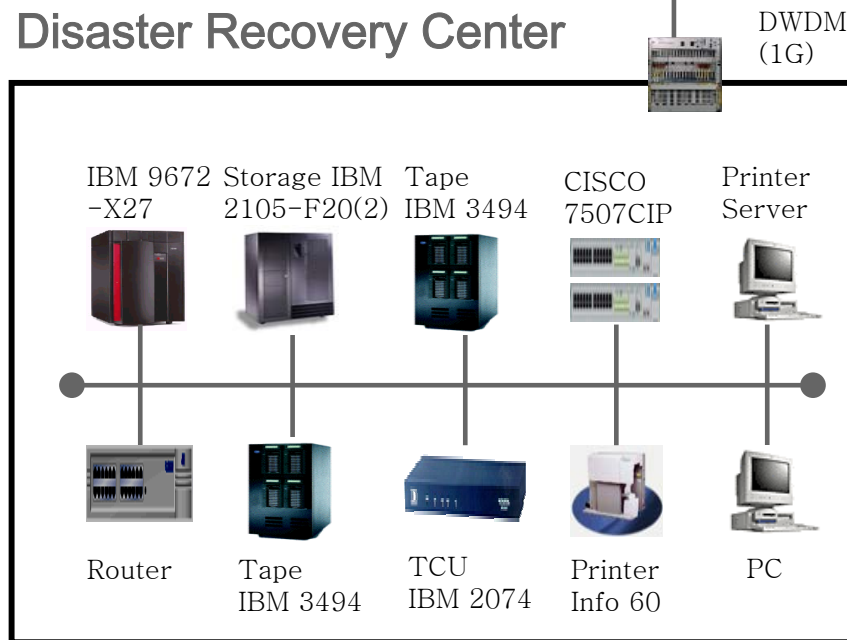 Disaster Recovery Center
DWDM
(1G)
IBM 9672
-X27
Storage IBM
2105-F20(2)
Tape
IBM 3494
CISCO
7507CIP
Printer
Server
Router
Tape
IBM 3494
TCU
IBM 2074
Printer
Info 60
PC